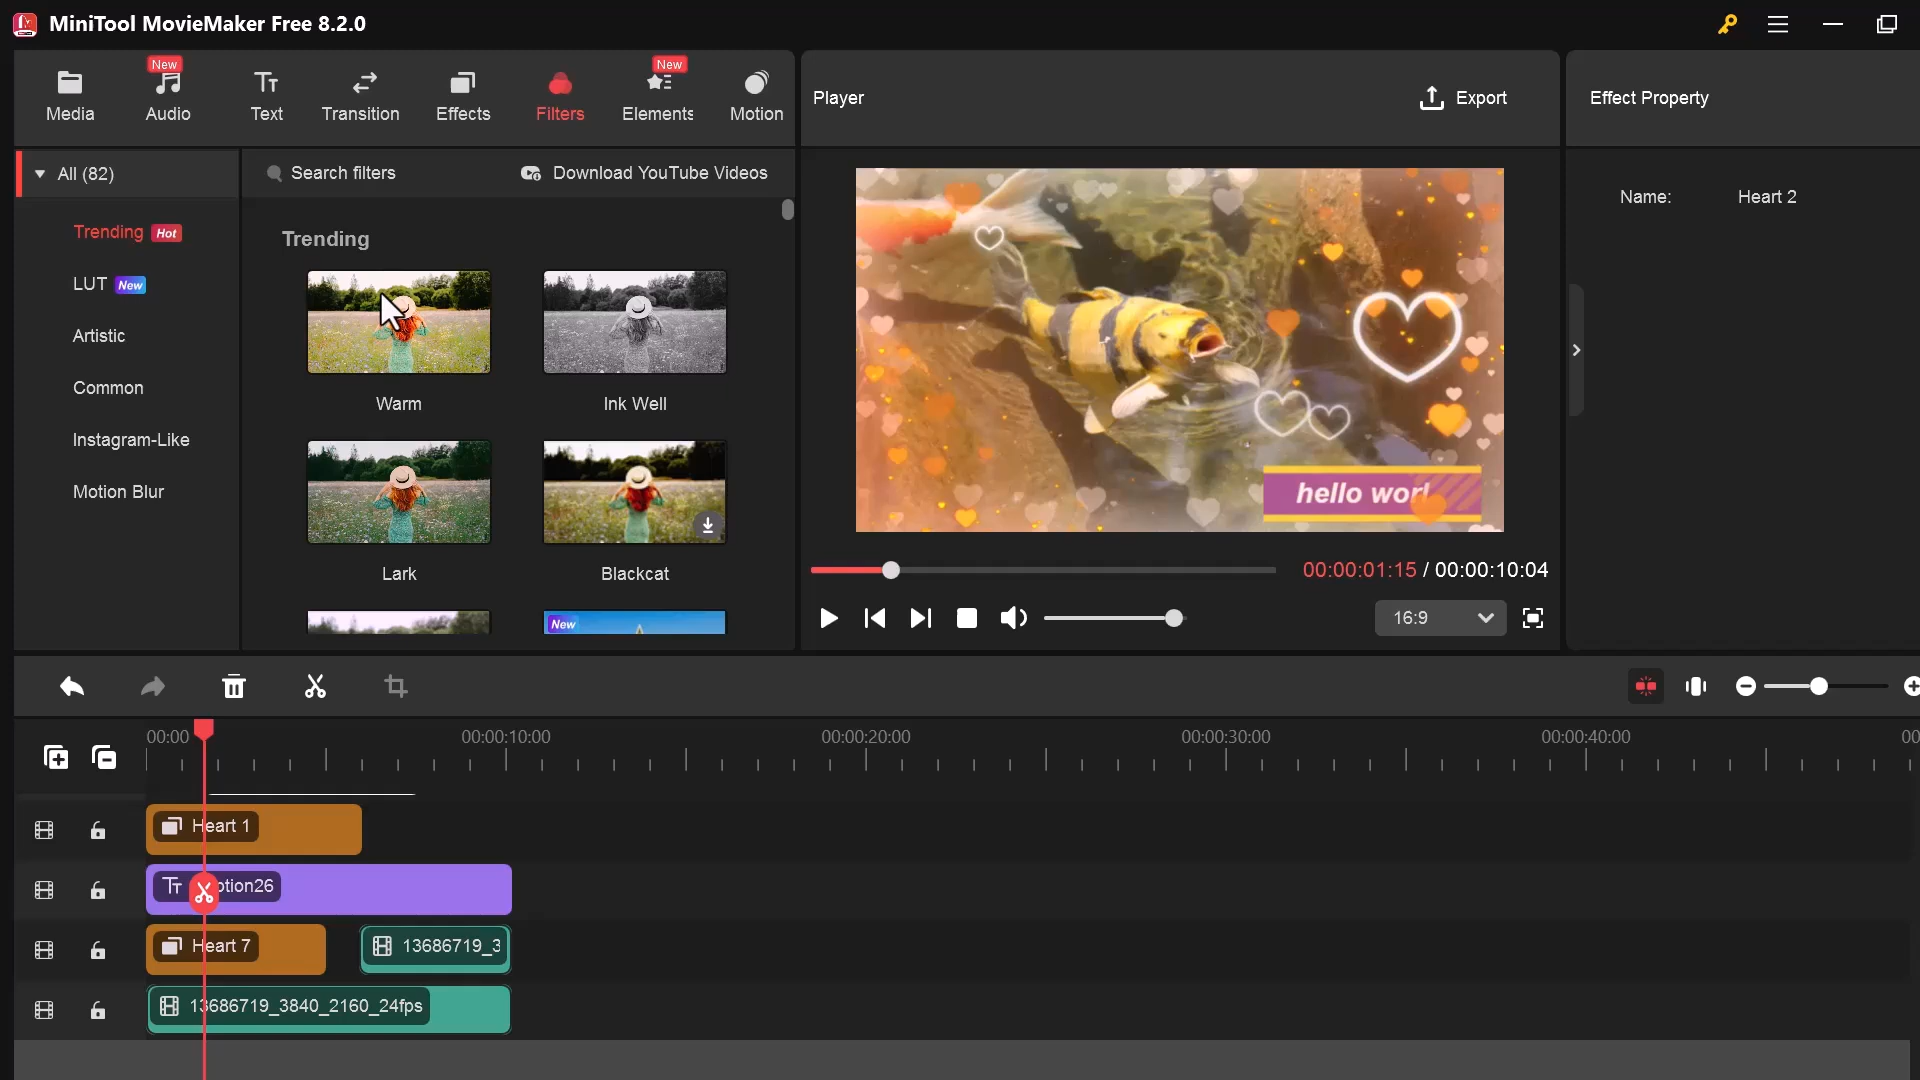 MiniTool MovieMaker Free 8.2.0
New
New
Media
Audio
Text
Transition
Effects
Filters
Elements
Motion
Player
Export
Effect Property
All (82)
Search filters
Download YouTube Videos
Name:
Heart 2
Trending Hot
LUT New
Artistic
Common
Instagram-Like
Motion Blur
Trending
Warm
Ink Well
Lark
Blackcat
New
hello worl
00:00:01:15 / 00:00:10:04
16:9
00:00
00:00:10:00
00:00:20:00
00:00:30:00
00:00:40:00
00
Heart 1
otion26
Heart 7
13686719_3
13686719_3840_2160_24fps